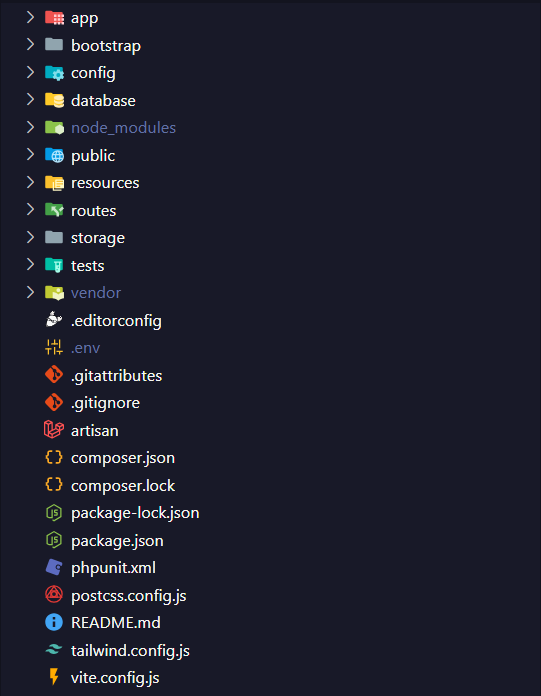 app
bootstrap
config
database
node_modules
public
resources
routes
storage
tests
vendor
.editorconfig
.env
.gitattributes
.gitignore
artisan
composer.json
composer.lock
package-lock.json
package.json
phpunit.xml
postcss.config.js
README.md
tailwind.config.js
vite.config.js